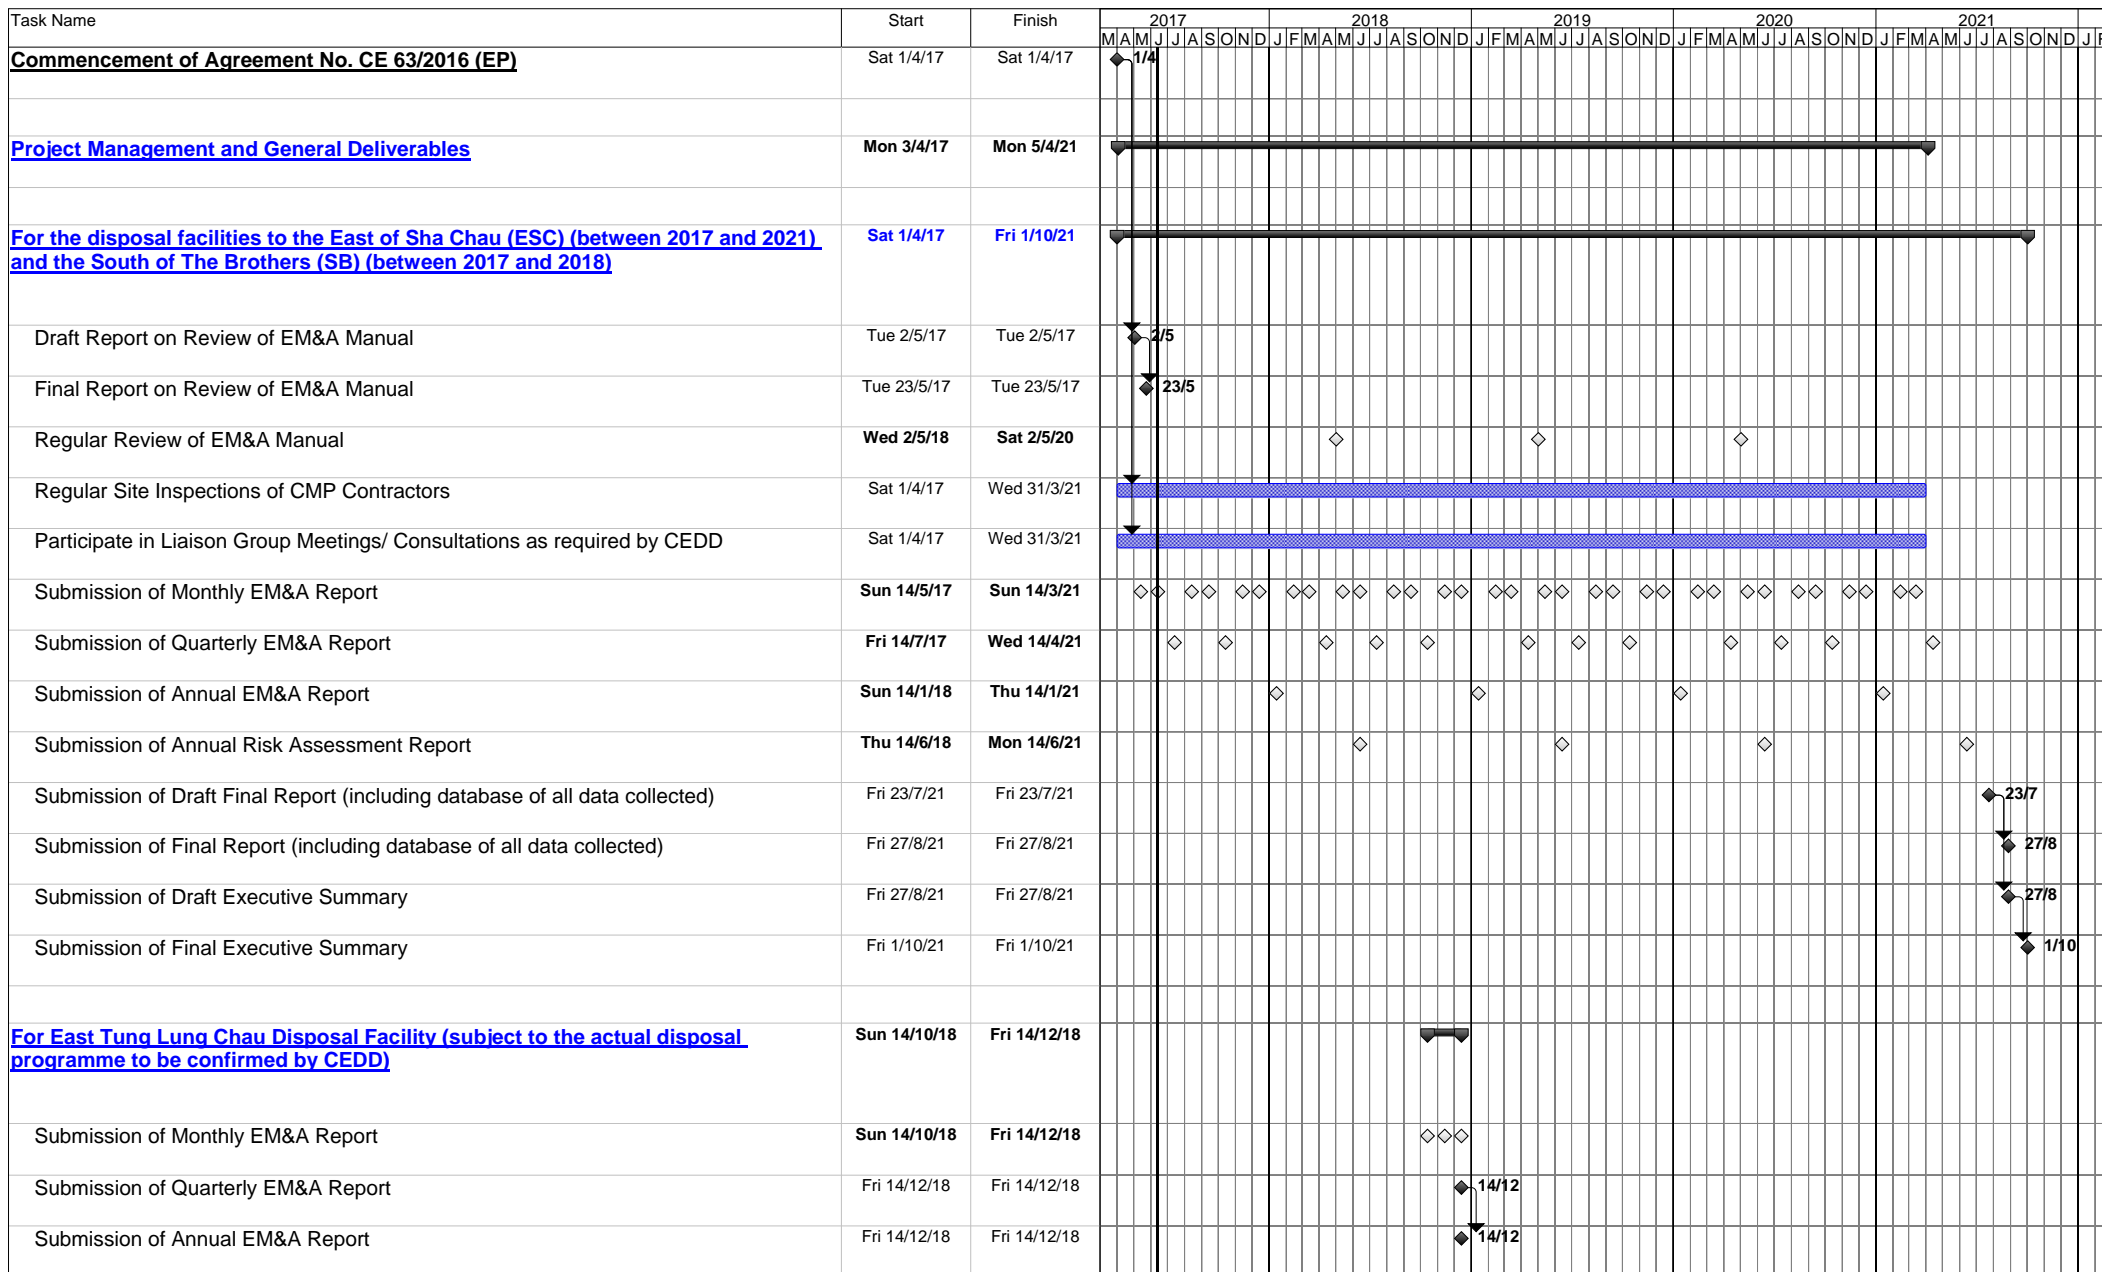 Task Name Start Finish 2017 2018 2019 2020 2021
M A M J J A S O N D J F M A M J J A S O N D J F M A M J J A S O N D J F M A M J J A S O N D J F M A M J J A S O N D J F
Commencement of Agreement No. CE 63/2016 (EP) Sat 1/4/17 Sat 1/4/17 1/4
Project Management and General Deliverables Mon 3/4/17 Mon 5/4/21
For the disposal facilities to the East of Sha Chau (ESC) (between 2017 and 2021) Sat 1/4/17 Fri 1/10/21
and the South of The Brothers (SB) (between 2017 and 2018)
Draft Report on Review of EM&A Manual Tue 2/5/17 Tue 2/5/17 2/5
Final Report on Review of EM&A Manual Tue 23/5/17 Tue 23/5/17 23/5
Regular Review of EM&A Manual Wed 2/5/18 Sat 2/5/20
Regular Site Inspections of CMP Contractors Sat 1/4/17 Wed 31/3/21
Participate in Liaison Group Meetings/ Consultations as required by CEDD Sat 1/4/17 Wed 31/3/21
Submission of Monthly EM&A Report Sun 14/5/17 Sun 14/3/21
Submission of Quarterly EM&A Report Fri 14/7/17 Wed 14/4/21
Submission of Annual EM&A Report Sun 14/1/18 Thu 14/1/21
Submission of Annual Risk Assessment Report Thu 14/6/18 Mon 14/6/21
Submission of Draft Final Report (including database of all data collected) Fri 23/7/21 Fri 23/7/21 23/7
Submission of Final Report (including database of all data collected) Fri 27/8/21 Fri 27/8/21 27/8
Submission of Draft Executive Summary Fri 27/8/21 Fri 27/8/21 27/8
Submission of Final Executive Summary Fri 1/10/21 Fri 1/10/21 1/10
For East Tung Lung Chau Disposal Facility (subject to the actual disposal Sun 14/10/18 Fri 14/12/18
programme to be confirmed by CEDD)
Submission of Monthly EM&A Report Sun 14/10/18 Fri 14/12/18
Submission of Quarterly EM&A Report Fri 14/12/18 Fri 14/12/18 14/12
Submission of Annual EM&A Report Fri 14/12/18 Fri 14/12/18 14/12